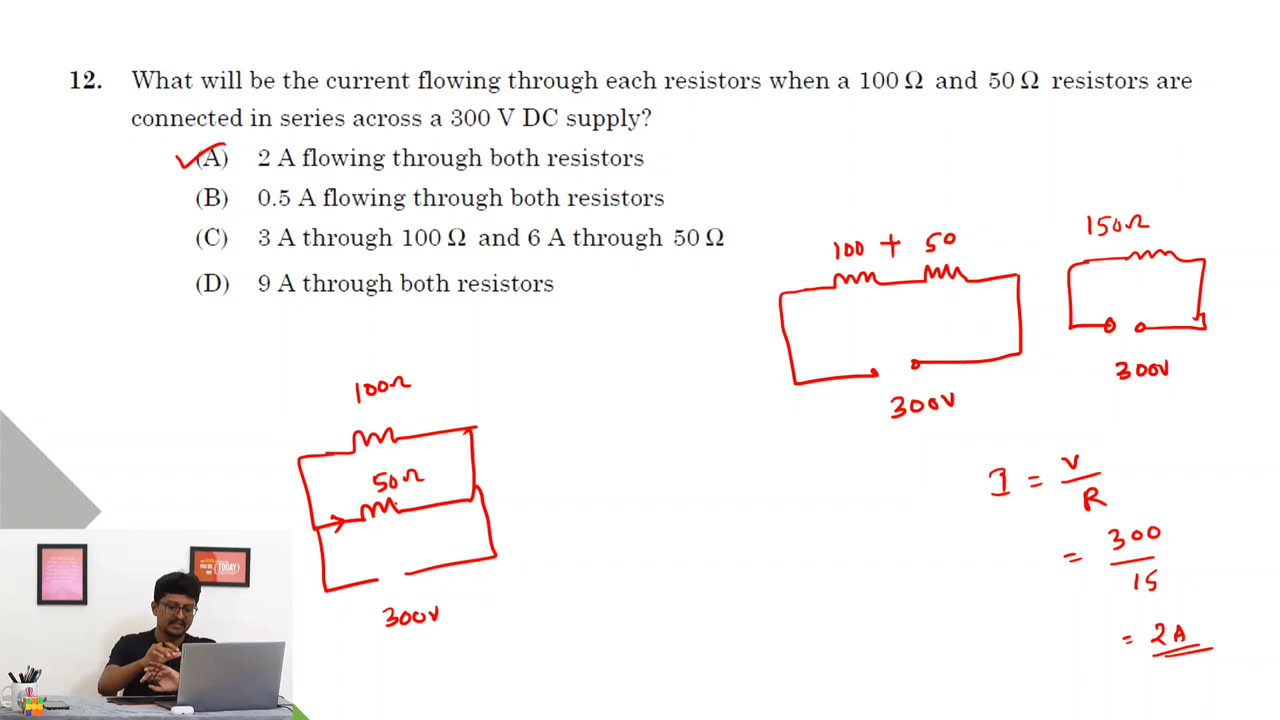 12. What will be the current flowing through each resistors when a 100 Ω and 50 Ω resistors are
connected in series across a 300 V DC supply?
(A) 2 A flowing through both resistors
(B) 0.5 A flowing through both resistors
(C) 3 A through 100 Ω and 6 A through 50 Ω
(D) 9 A through both resistors
100 + 50
300V
150Ω
300V
100Ω
50Ω
300V
I = V/R
= 300/15
= 2A
TODAY